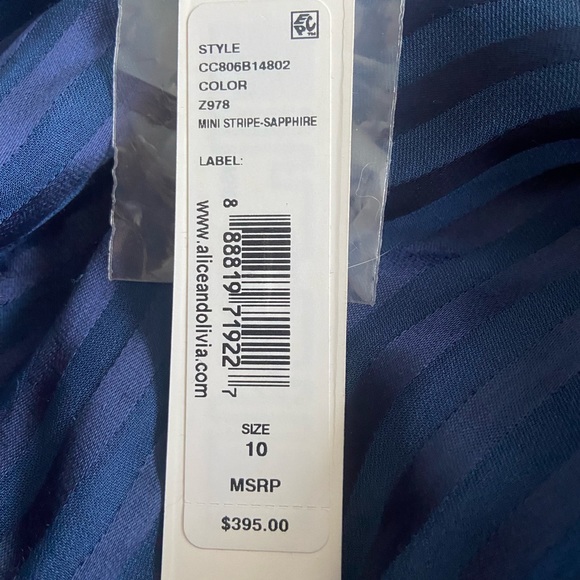 EPC
STYLE
CC806B14802
COLOR
Z978
MINI STRIPE-SAPPHIRE
LABEL:
8 88819 71922 7
www.aliceandolivia.com
SIZE
10
MSRP
$395.00